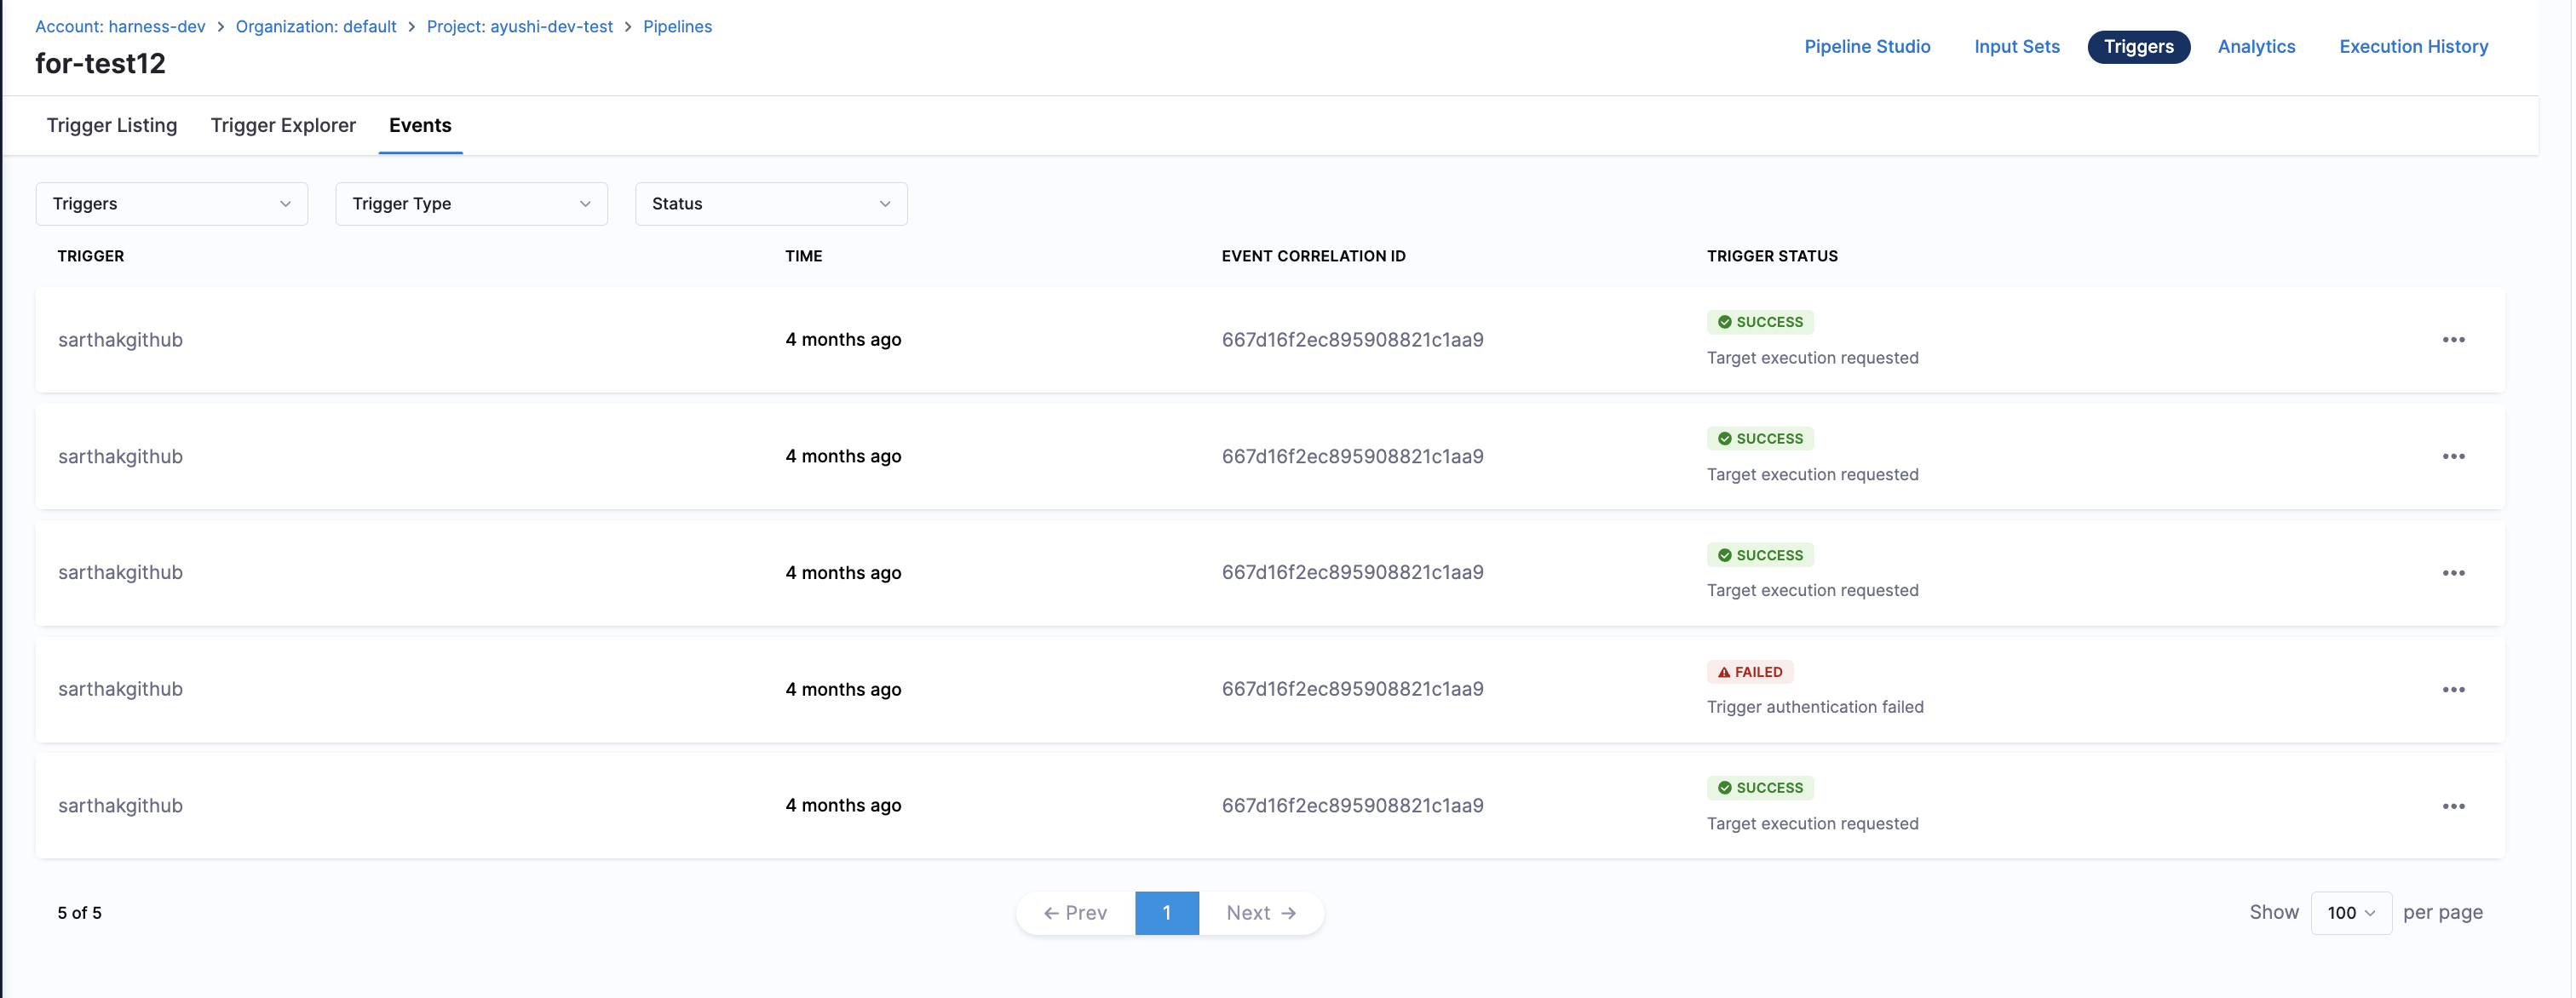 Account: harness-dev > Organization: default > Project: ayushi-dev-test > Pipelines
for-test12
Pipeline Studio Input Sets Triggers Analytics Execution History
Trigger Listing Trigger Explorer Events
Triggers Trigger Type Status
TRIGGER TIME EVENT CORRELATION ID TRIGGER STATUS
sarthakgithub 4 months ago 667d16f2ec895908821c1aa9 SUCCESS
Target execution requested
sarthakgithub 4 months ago 667d16f2ec895908821c1aa9 SUCCESS
Target execution requested
sarthakgithub 4 months ago 667d16f2ec895908821c1aa9 SUCCESS
Target execution requested
sarthakgithub 4 months ago 667d16f2ec895908821c1aa9 FAILED
Trigger authentication failed
sarthakgithub 4 months ago 667d16f2ec895908821c1aa9 SUCCESS
Target execution requested
5 of 5 ← Prev 1 Next → Show 100 per page